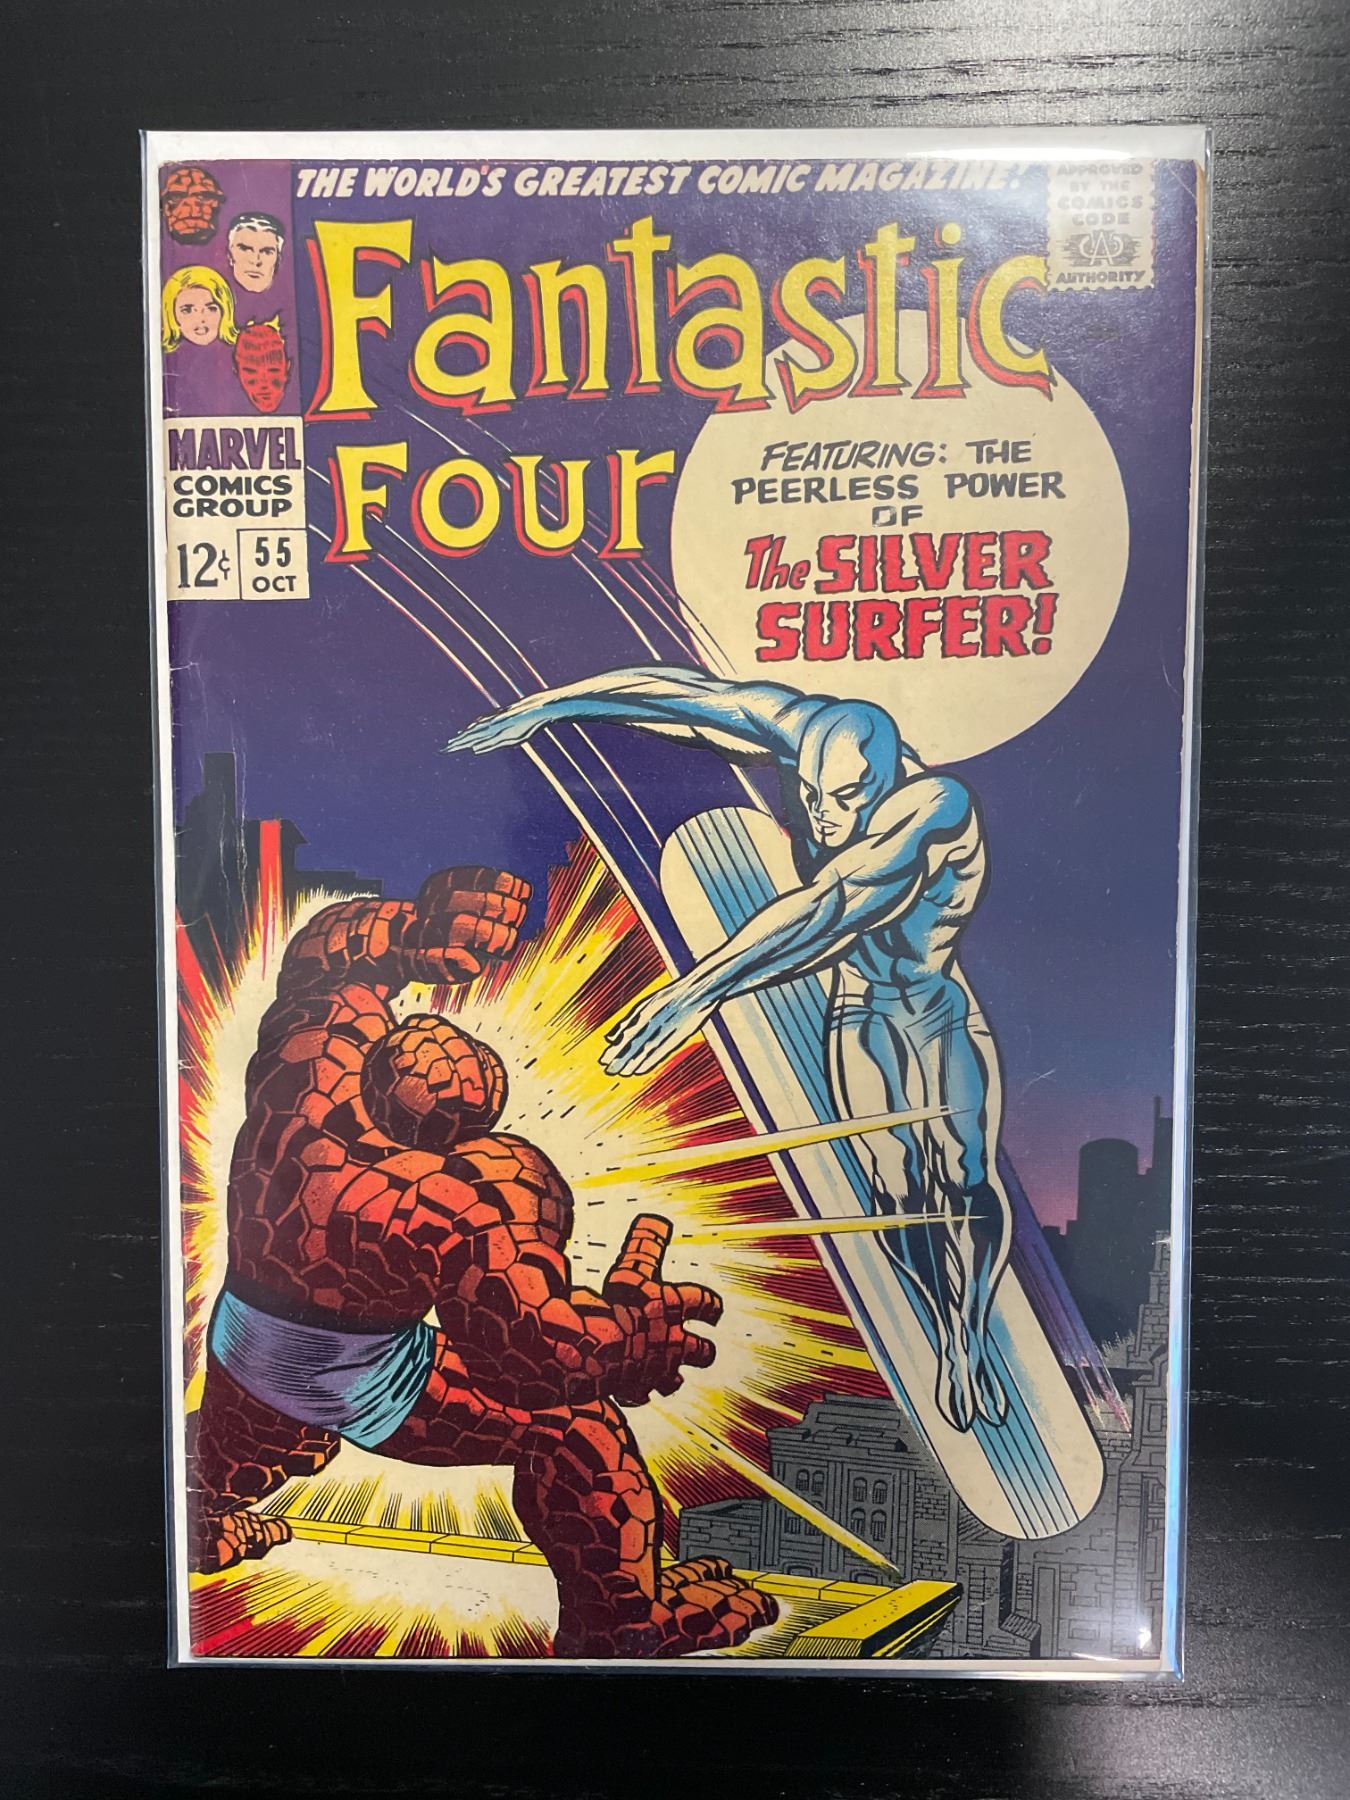 THE WORLD'S GREATEST COMIC MAGAZINE!
APPROVED
BY THE
COMICS
CODE
CA
AUTHORITY
Fantastic
Four
MARVEL
COMICS
GROUP
12¢
55
OCT
FEATURING: THE
PEERLESS POWER
OF
The SILVER
SURFER!